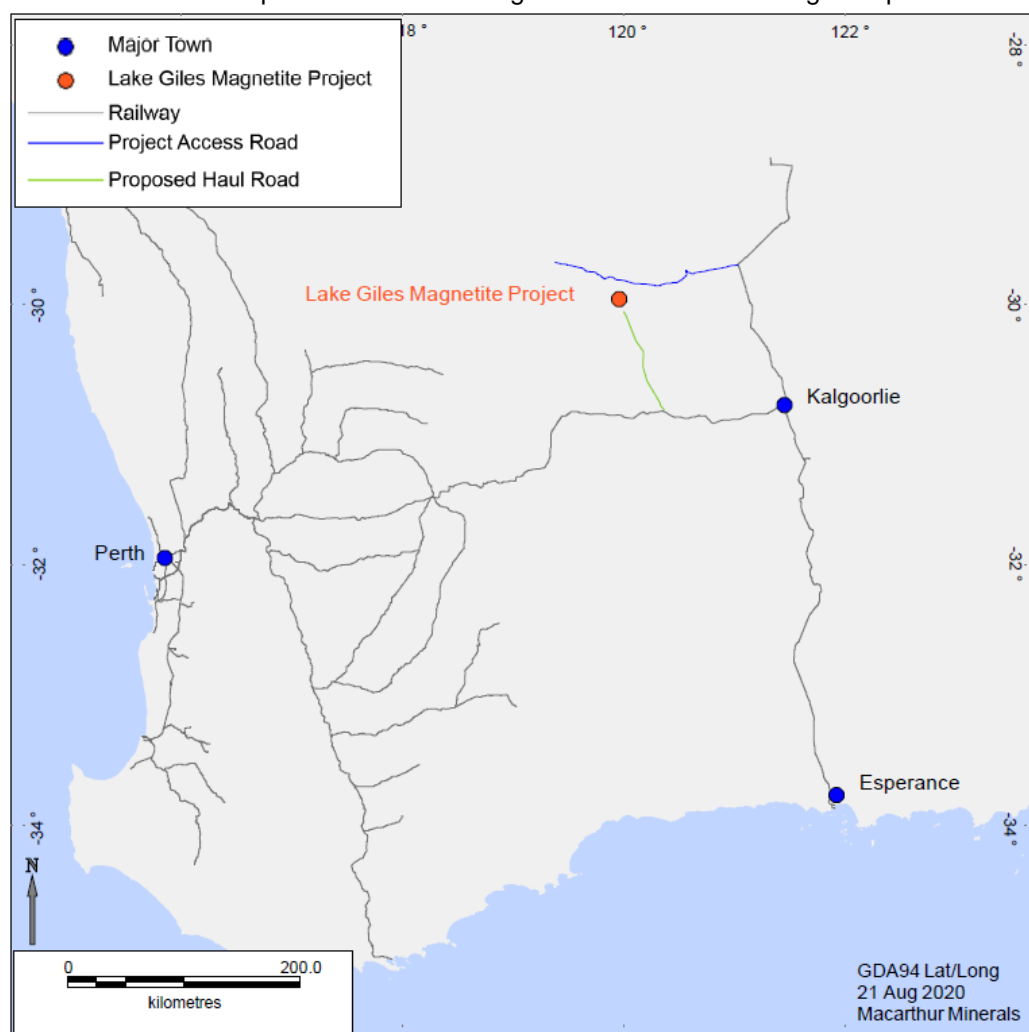 Major Town
Lake Giles Magnetite Project
Railway
Project Access Road
Proposed Haul Road
120 °
122 °
-28 °
Lake Giles Magnetite Project
-30 °
-30 °
Kalgoorlie
Perth
-32 °
-32 °
Esperance
-34 °
-34 °
N
0
200.0
kilometres
GDA94 Lat/Long
21 Aug 2020
Macarthur Minerals